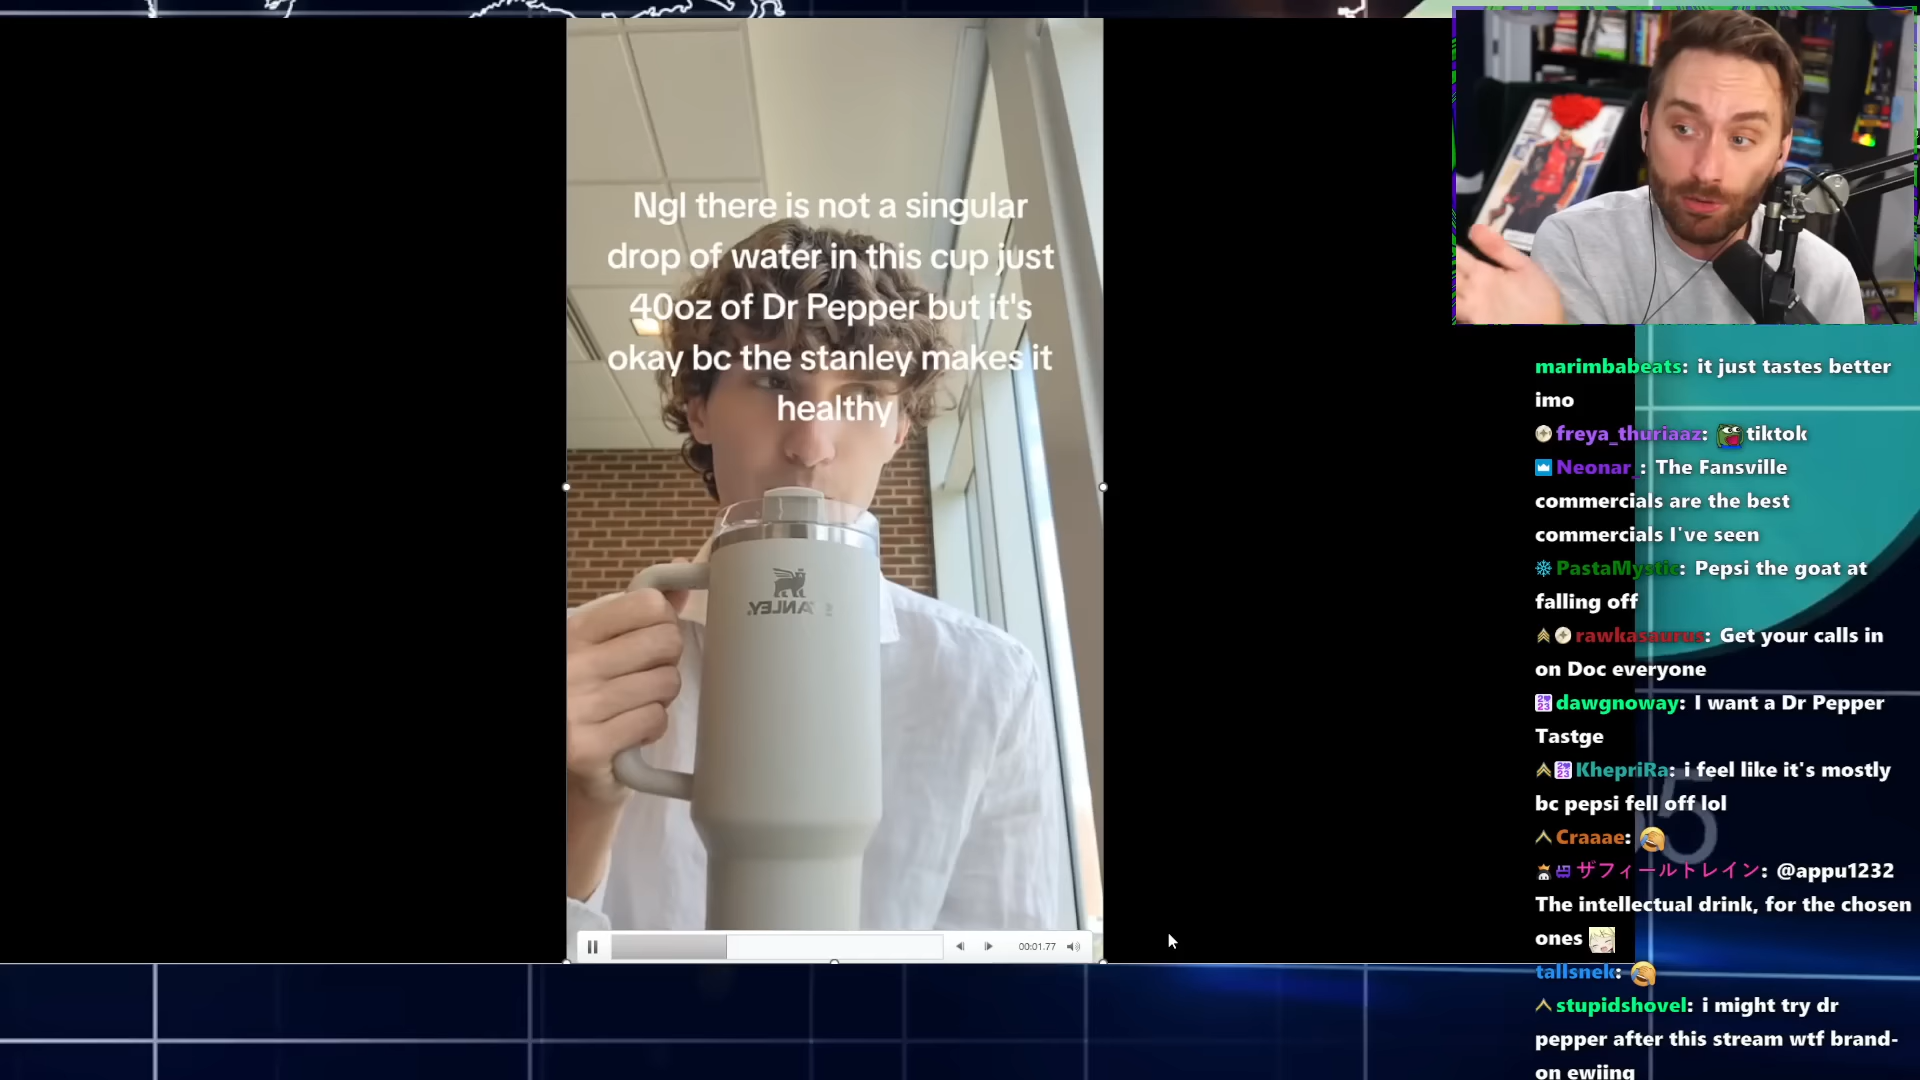 Ngl there is not a singular
drop of water in this cup just
40oz of Dr Pepper but it's
okay bc the stanley makes it
healthy
STANLEY.
00:01.77
marimbabeats: it just tastes better
imo
freya_thuriaaz: tiktok
Neonar_: The Fansville
commercials are the best
commercials I've seen
PastaMystic: Pepsi the goat at
falling off
rawkasaurus: Get your calls in
on Doc everyone
dawgnoway: I want a Dr Pepper
Tastge
KhepriRa: i feel like it's mostly
bc pepsi fell off lol
Craaae:
ザフィールトレイン: @appu1232
The intellectual drink, for the chosen
ones
tallsnek:
stupidshovel: i might try dr
pepper after this stream wtf brand-
on ewiing
5